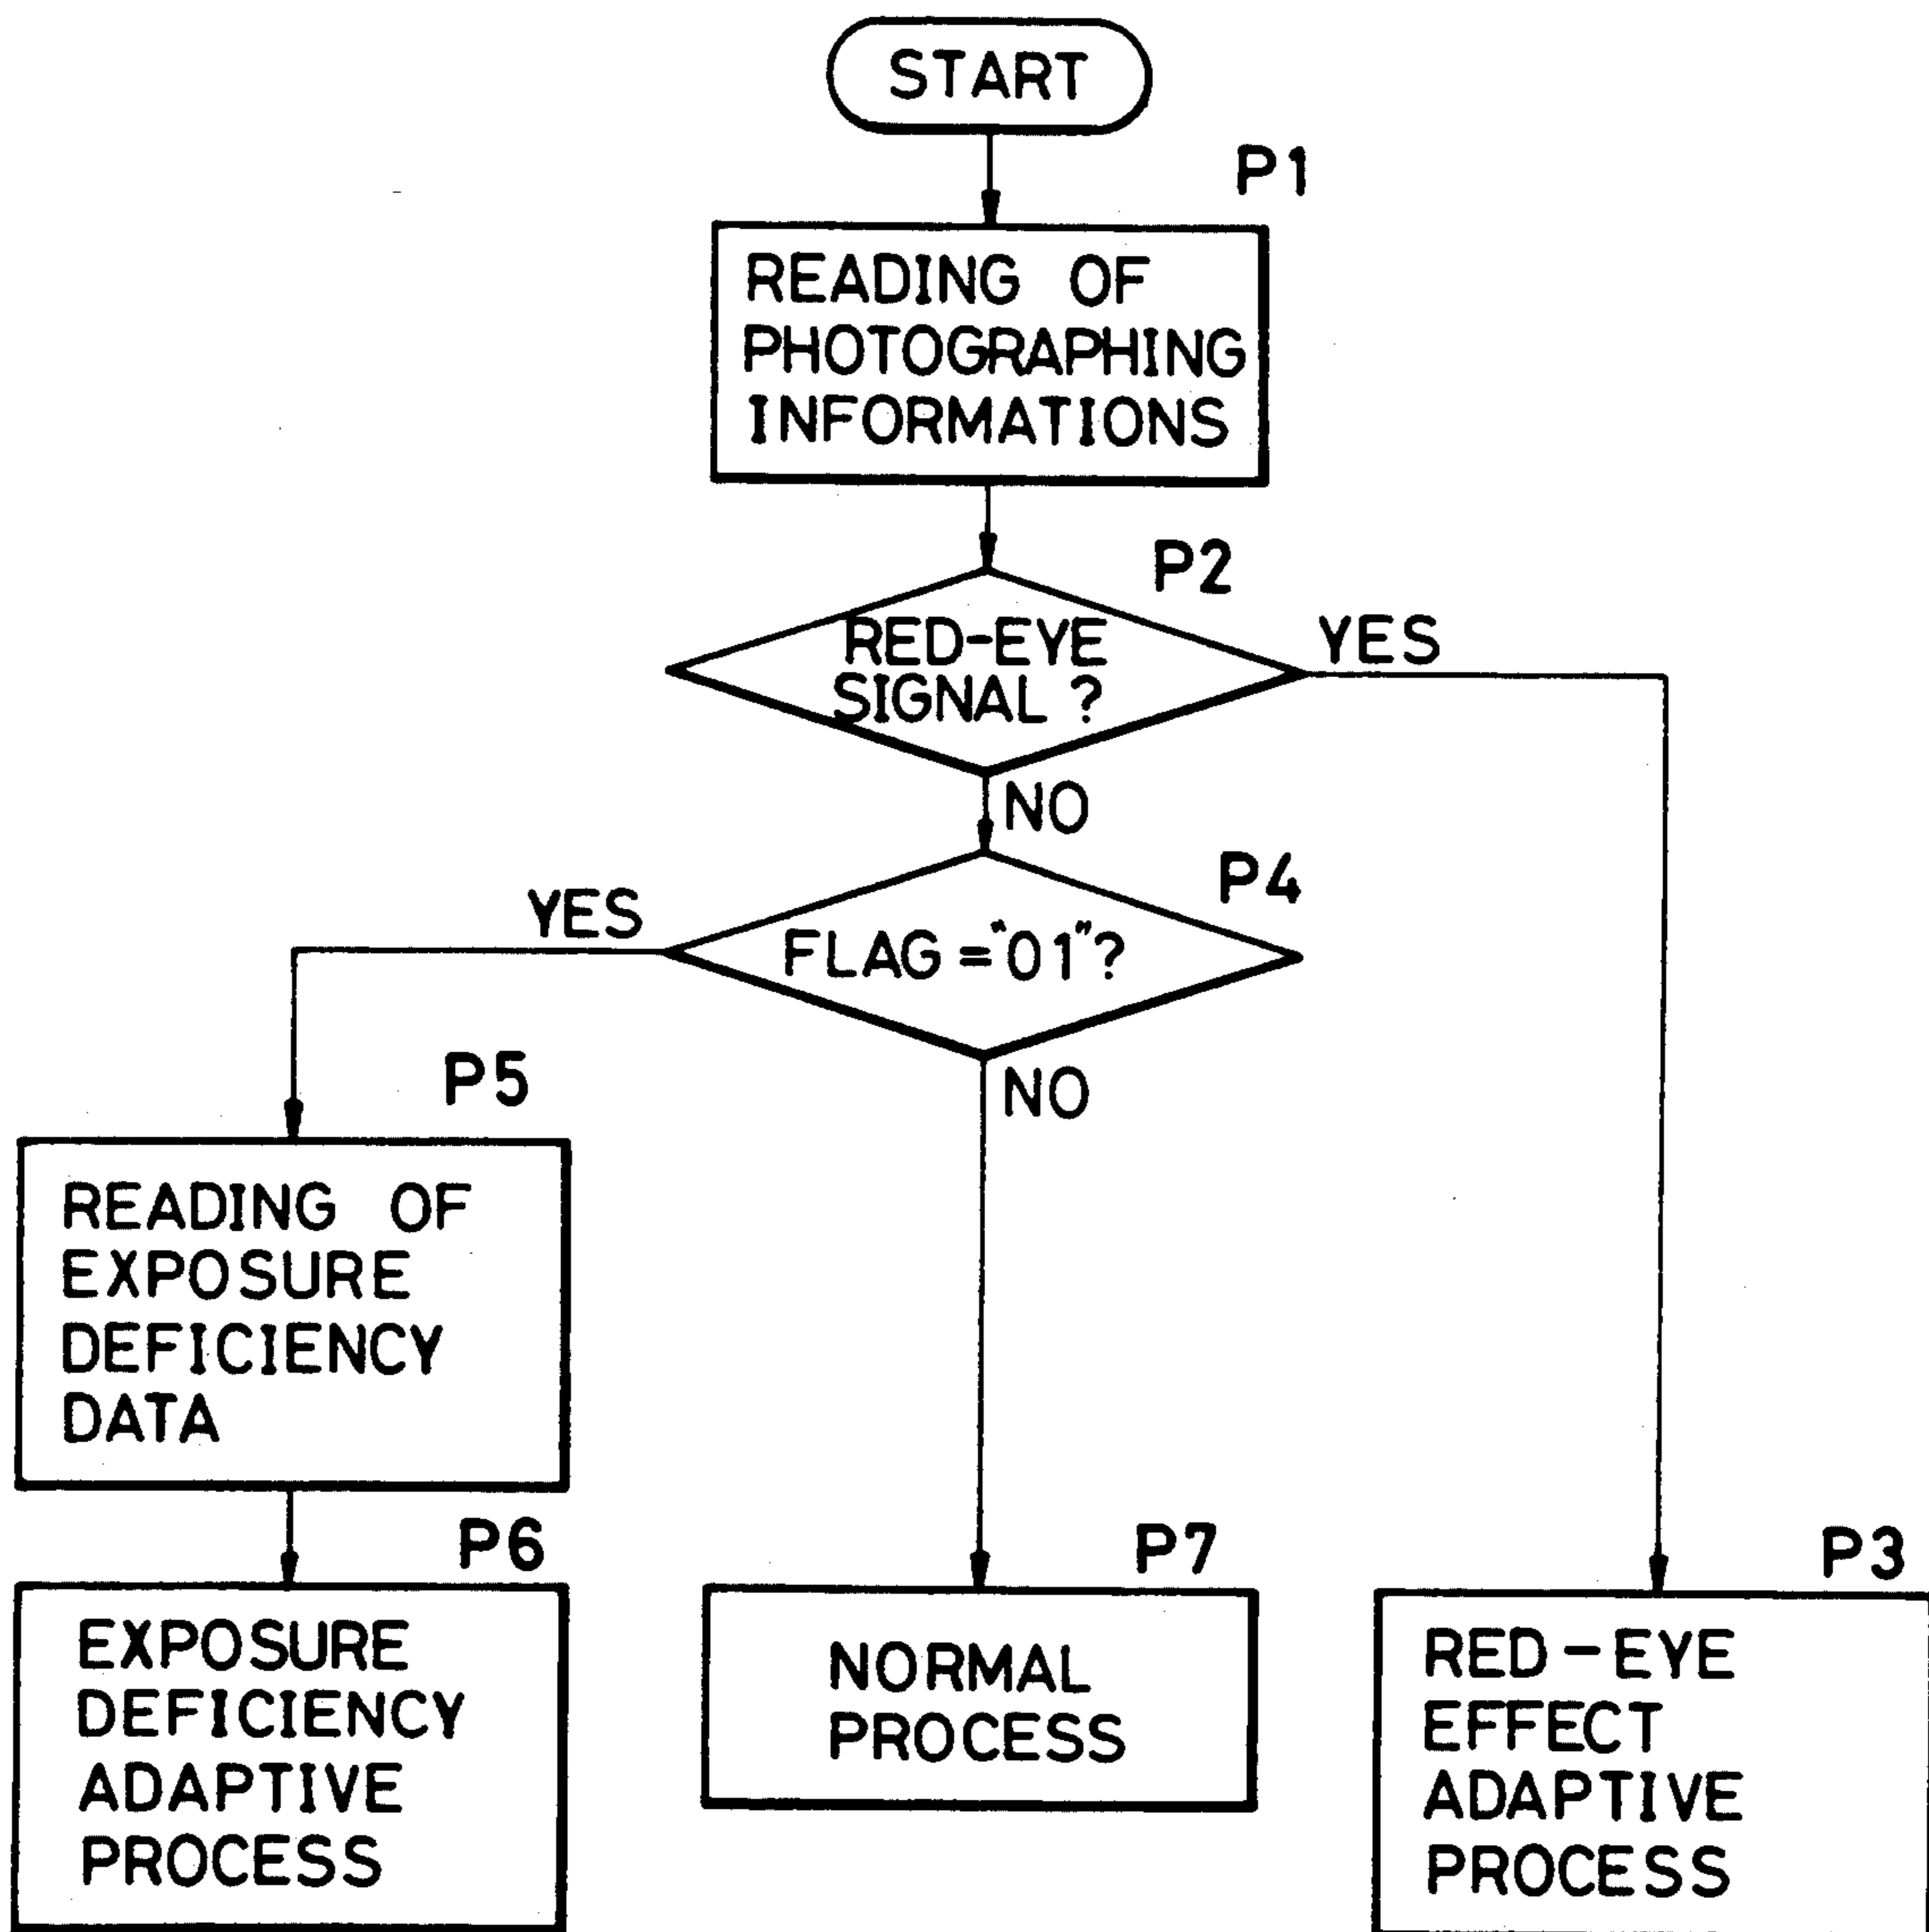 START
P1
READING OF
PHOTOGRAPHING
INFORMATIONS
P2
RED-EYE
SIGNAL ?
YES
NO
P4
FLAG = "01"?
YES
NO
P5
READING OF
EXPOSURE
DEFICIENCY
DATA
P6
EXPOSURE
DEFICIENCY
ADAPTIVE
PROCESS
P7
NORMAL
PROCESS
P3
RED-EYE
EFFECT
ADAPTIVE
PROCESS